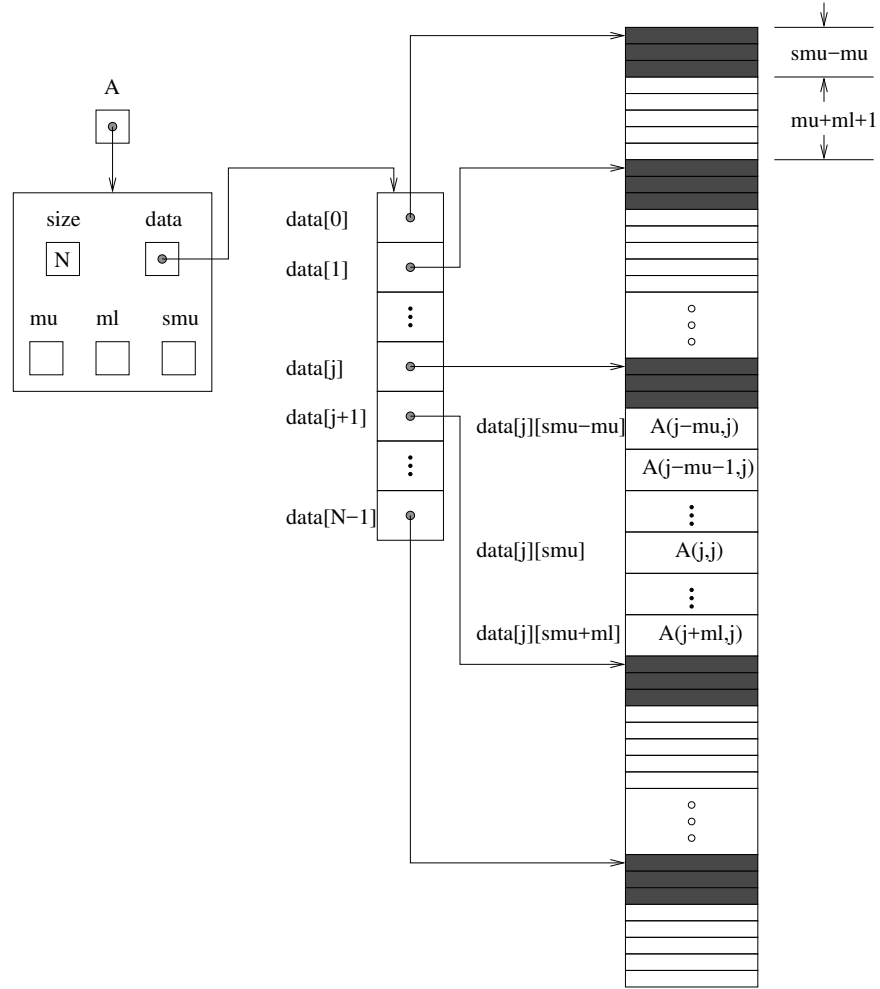 A
size
data
N
mu
ml
smu
data[0]
data[1]
data[j]
data[j+1]
data[N−1]
smu−mu
mu+ml+1
data[j][smu−mu]
A(j−mu,j)
A(j−mu−1,j)
data[j][smu]
A(j,j)
data[j][smu+ml]
A(j+ml,j)